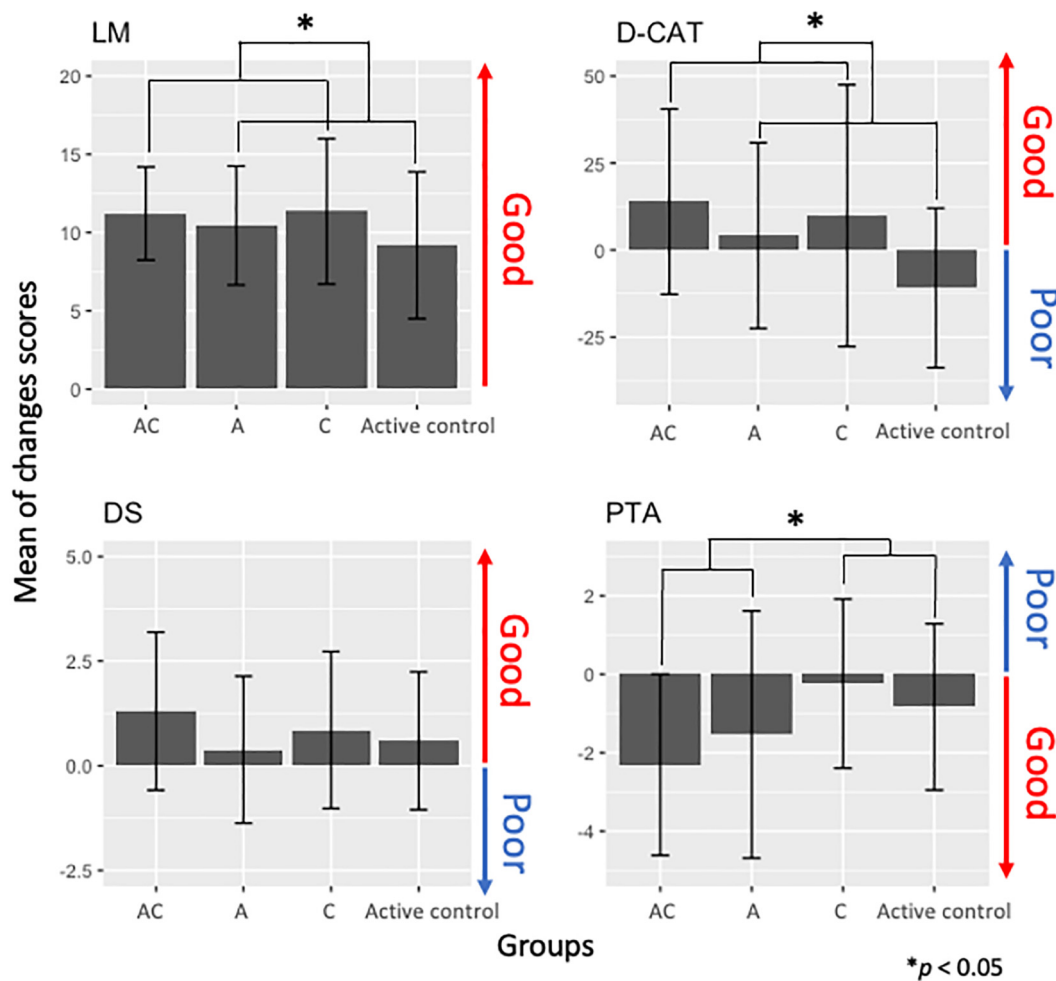 Mean of changes scores
LM
*
20
15
10
5
0
AC A C Active control
Good
D-CAT
*
50
25
0
-25
AC A C Active control
Good
Poor
DS
5.0
2.5
0.0
-2.5
AC A C Active control
Good
Poor
PTA
*
2
0
-2
-4
AC A C Active control
Poor
Good
Groups
*p < 0.05